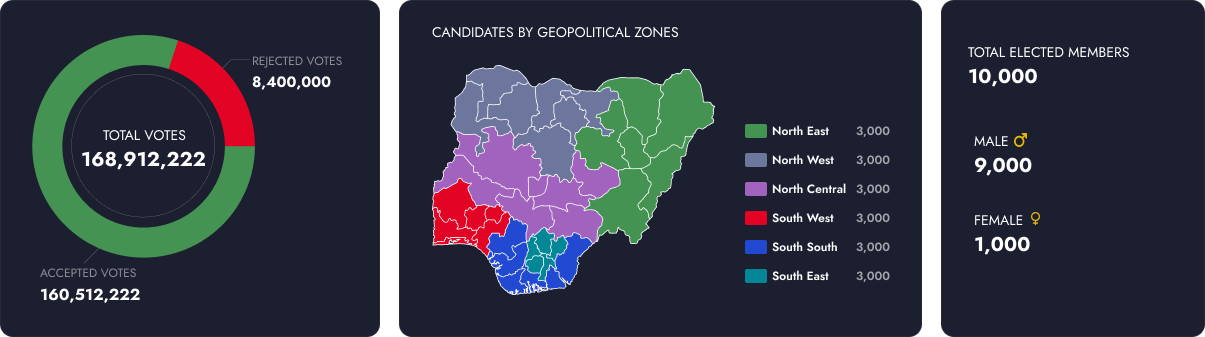 REJECTED VOTES
8,400,000
TOTAL VOTES
168,912,222
ACCEPTED VOTES
160,512,222
CANDIDATES BY GEOPOLITICAL ZONES
North East 3,000
North West 3,000
North Central 3,000
South West 3,000
South South 3,000
South East 3,000
TOTAL ELECTED MEMBERS
10,000
MALE ♂
9,000
FEMALE ♀
1,000